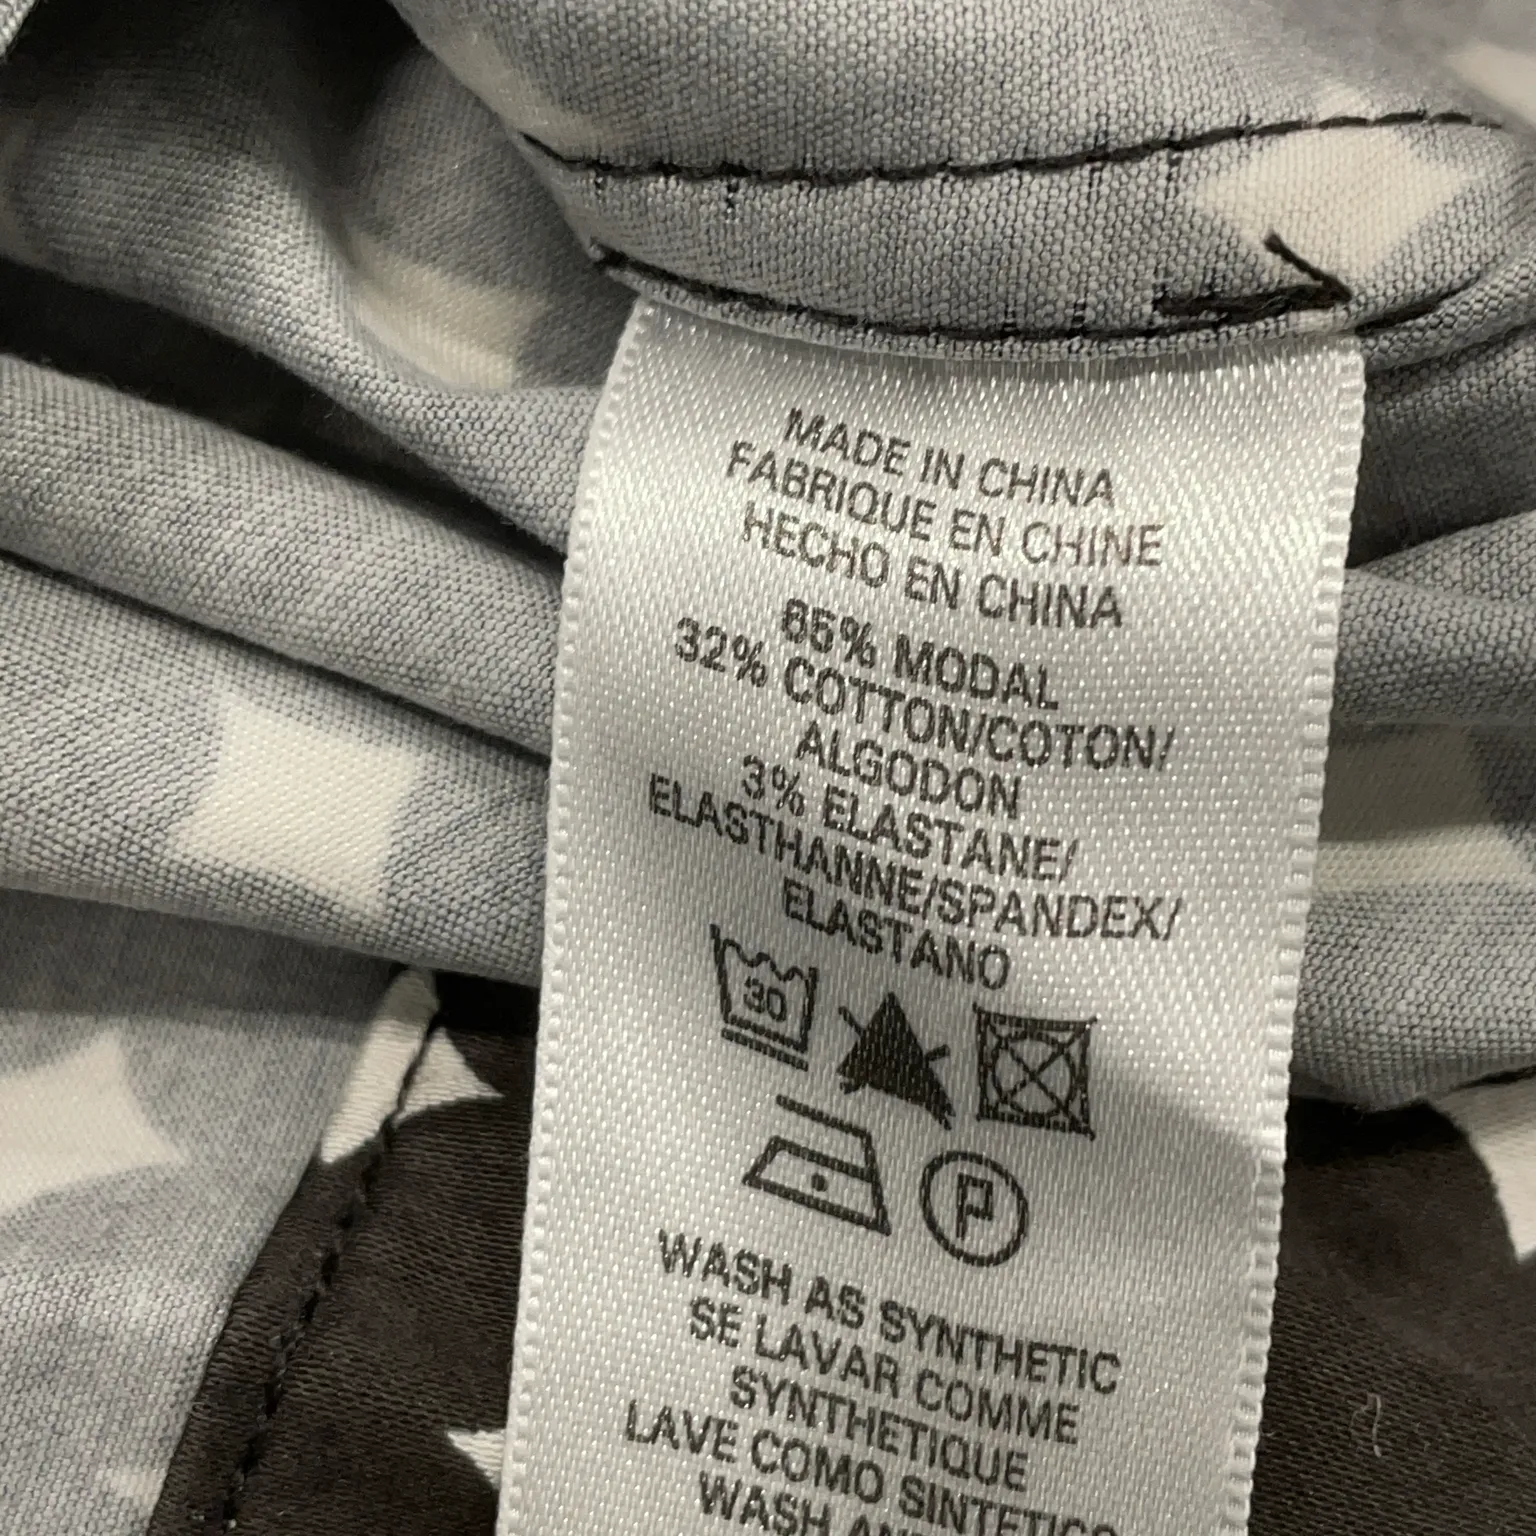 MADE IN CHINA
FABRIQUE EN CHINE
HECHO EN CHINA
65% MODAL
32% COTTON/COTON/
ALGODON
3% ELASTANE/
ELASTHANNE/SPANDEX/
ELASTANO
30
P
WASH AS SYNTHETIC
SE LAVAR COMME
SYNTHETIQUE
LAVE COMO SINTETICO
WASH